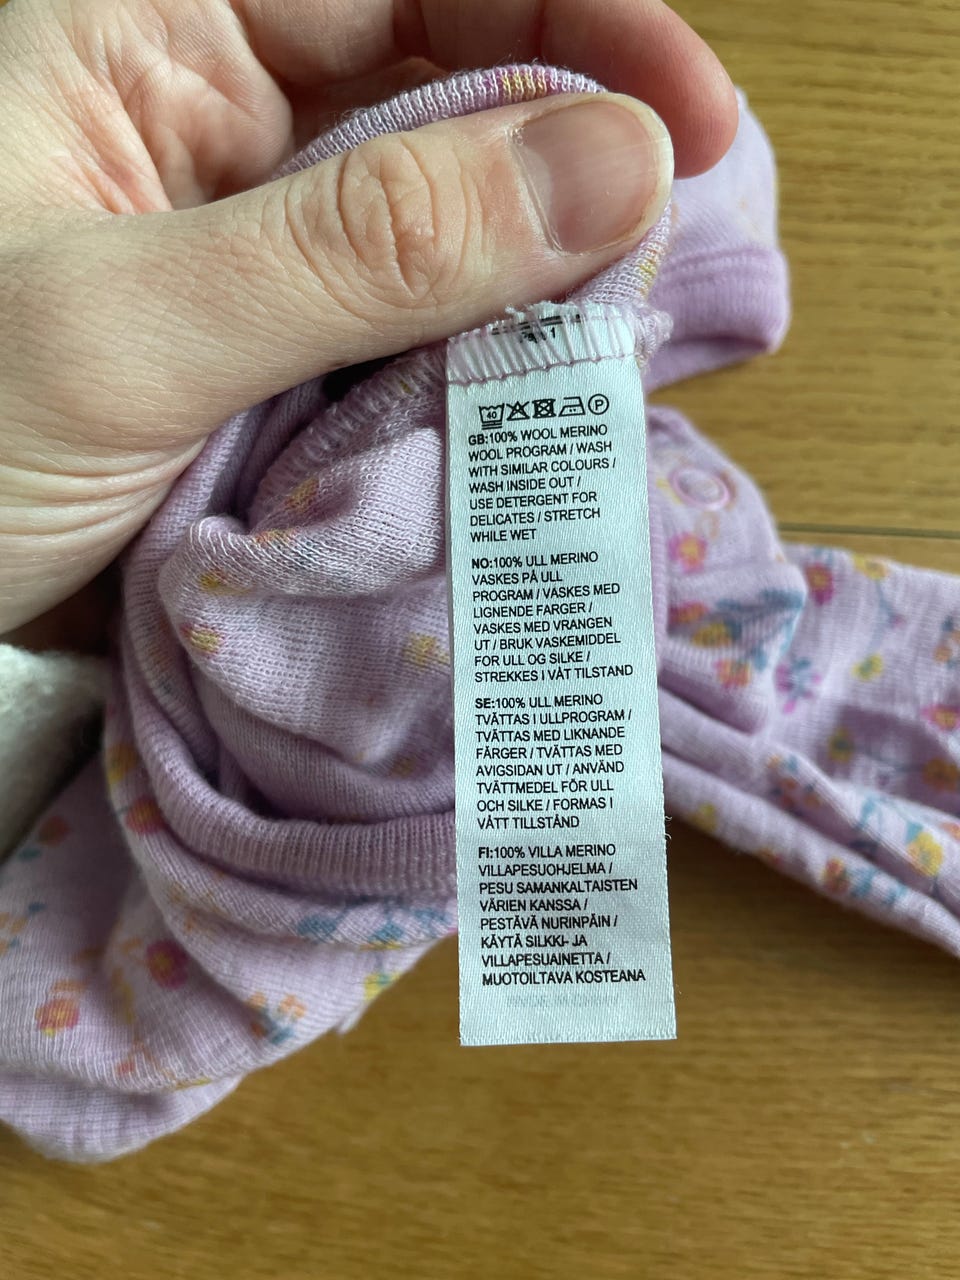 40 P
GB:100% WOOL MERINO
WOOL PROGRAM / WASH
WITH SIMILAR COLOURS /
WASH INSIDE OUT /
USE DETERGENT FOR
DELICATES / STRETCH
WHILE WET
NO:100% ULL MERINO
VASKES PÅ ULL
PROGRAM / VASKES MED
LIGNENDE FARGER /
VASKES MED VRANGEN
UT / BRUK VASKEMIDDEL
FOR ULL OG SILKE /
STREKKES I VÅT TILSTAND
SE:100% ULL MERINO
TVÄTTAS I ULLPROGRAM /
TVÄTTAS MED LIKNANDE
FÄRGER / TVÄTTAS MED
AVIGSIDAN UT / ANVÄND
TVÄTTMEDEL FÖR ULL
OCH SILKE / FORMAS I
VÅTT TILLSTÅND
FI:100% VILLA MERINO
VILLAPESUOHJELMA /
PESU SAMANKALTAISTEN
VÄRIEN KANSSA /
PESTÄVÄ NURINPÄIN /
KÄYTÄ SILKKI- JA
VILLAPESUAINETTA /
MUOTOILTAVA KOSTEANA